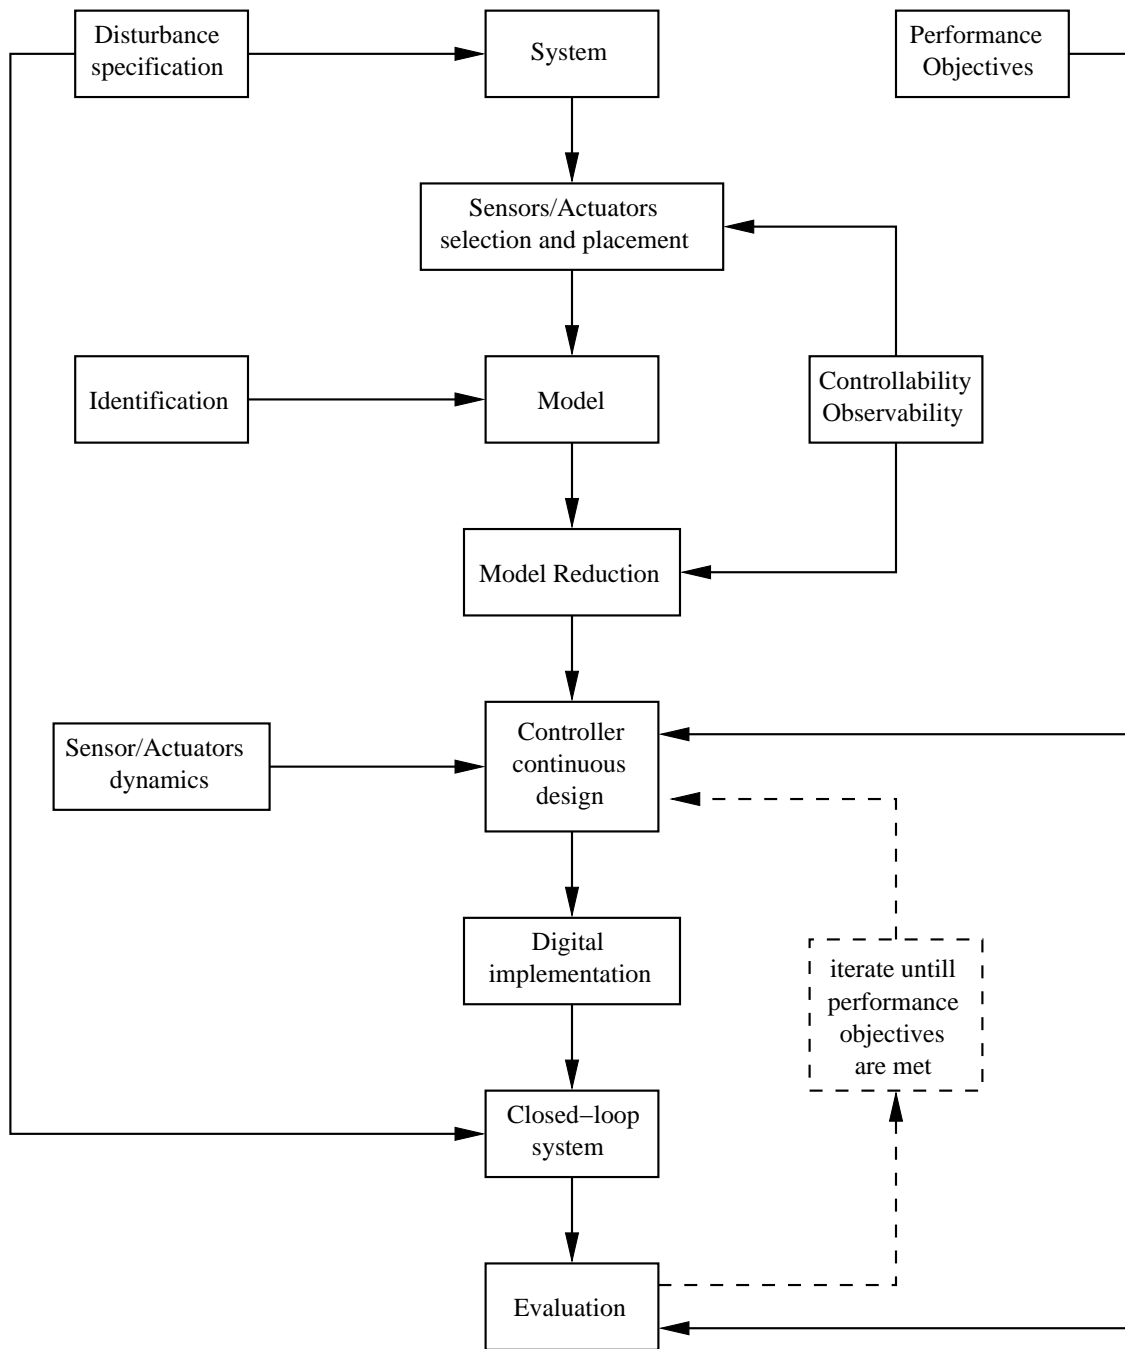 Disturbance
specification
System
Performance
Objectives
Sensors/Actuators
selection and placement
Identification
Model
Controllability
Observability
Model Reduction
Sensor/Actuators
dynamics
Controller
continuous
design
Digital
implementation
iterate untill
performance
objectives
are met
Closed–loop
system
Evaluation